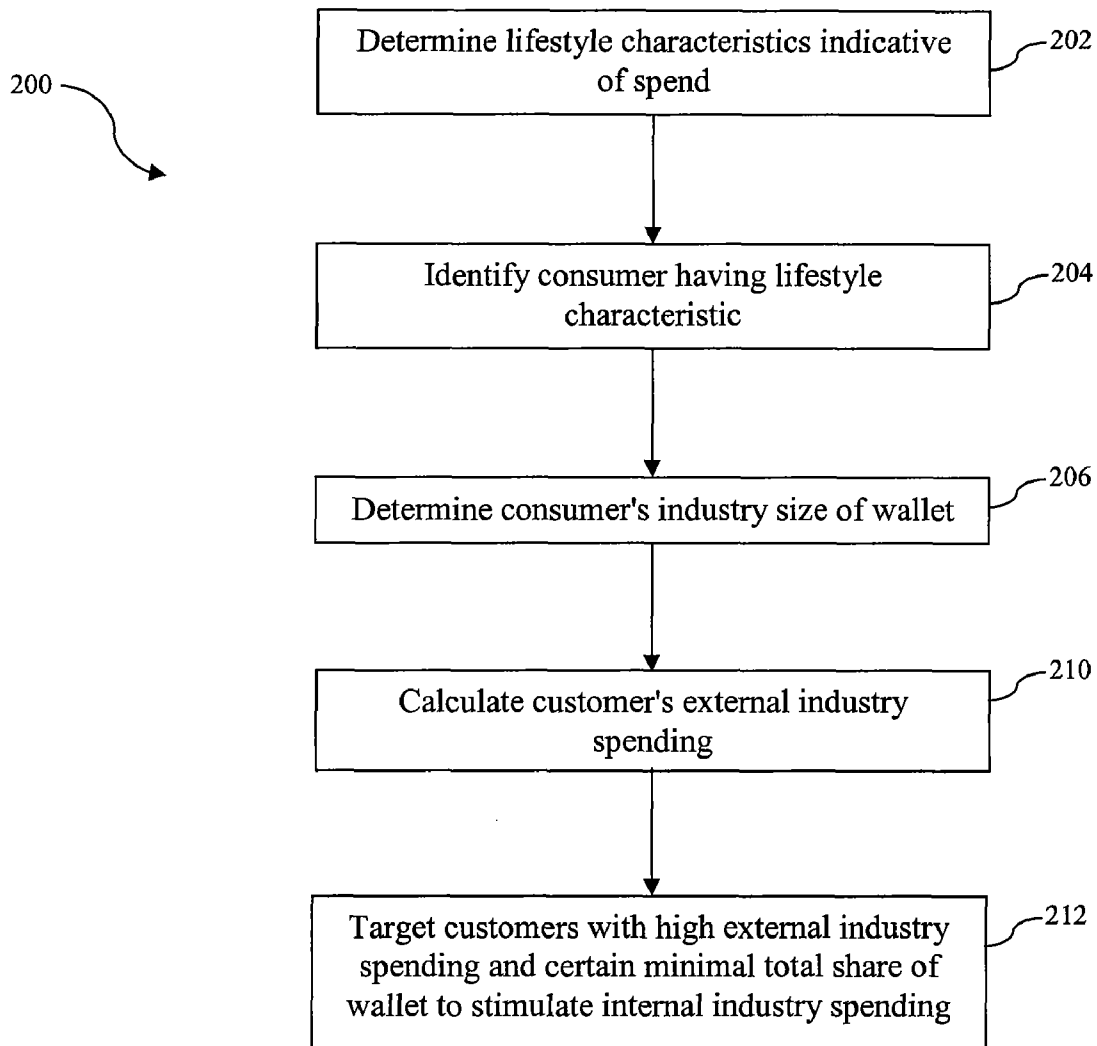 Determine lifestyle characteristics indicative
of spend
202
200
Identify consumer having lifestyle
characteristic
204
Determine consumer's industry size of wallet
206
Calculate customer's external industry
spending
210
Target customers with high external industry
spending and certain minimal total share of
wallet to stimulate internal industry spending
212